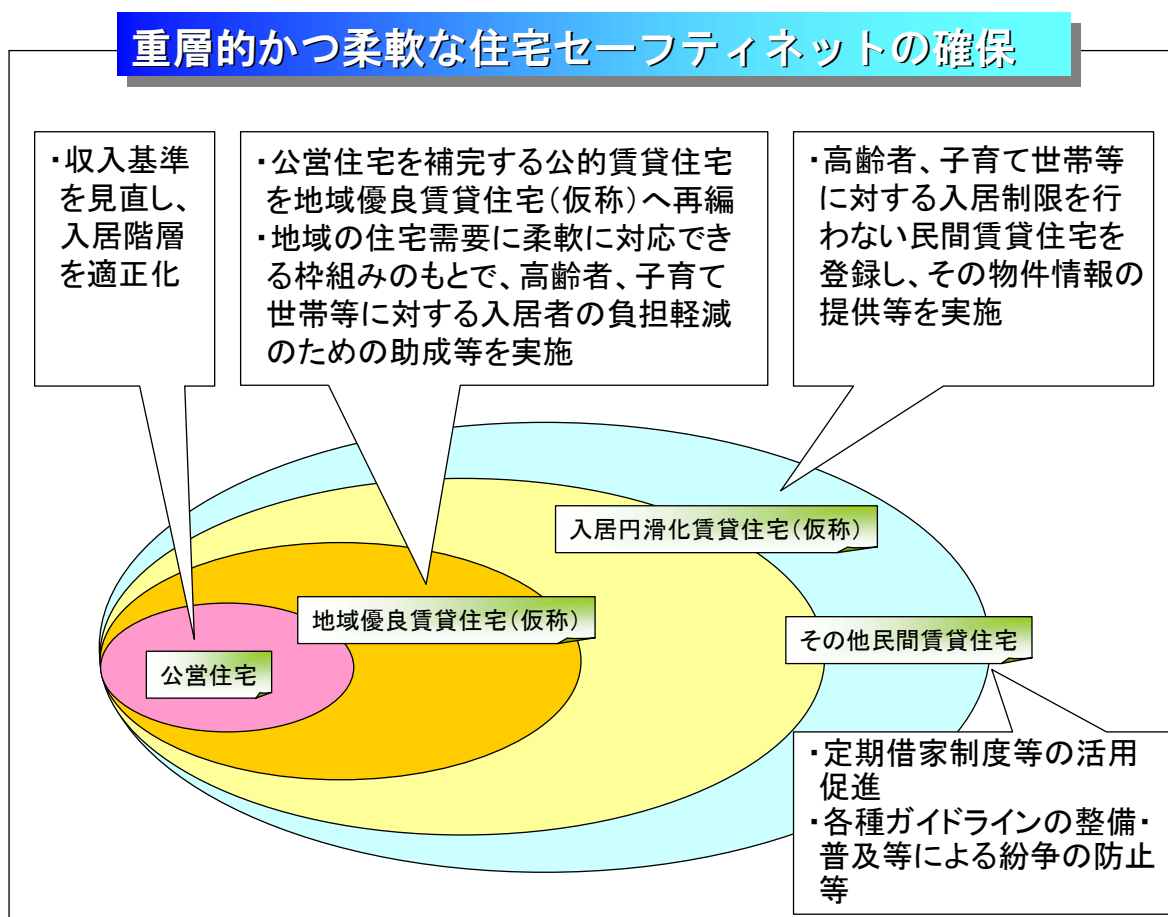 重層的かつ柔軟な住宅セーフティネットの確保
・収入基準
を見直し、
入居階層
を適正化
・公営住宅を補完する公的賃貸住宅
を地域優良賃貸住宅（仮称）へ再編
・地域の住宅需要に柔軟に対応でき
る枠組みのもとで、高齢者、子育て
世帯等に対する入居者の負担軽減
のための助成等を実施
・高齢者、子育て世帯等
に対する入居制限を行
わない民間賃貸住宅を
登録し、その物件情報の
提供等を実施
入居円滑化賃貸住宅（仮称）
地域優良賃貸住宅（仮称）
その他民間賃貸住宅
公営住宅
・定期借家制度等の活用
促進
・各種ガイドラインの整備・
普及等による紛争の防止
等